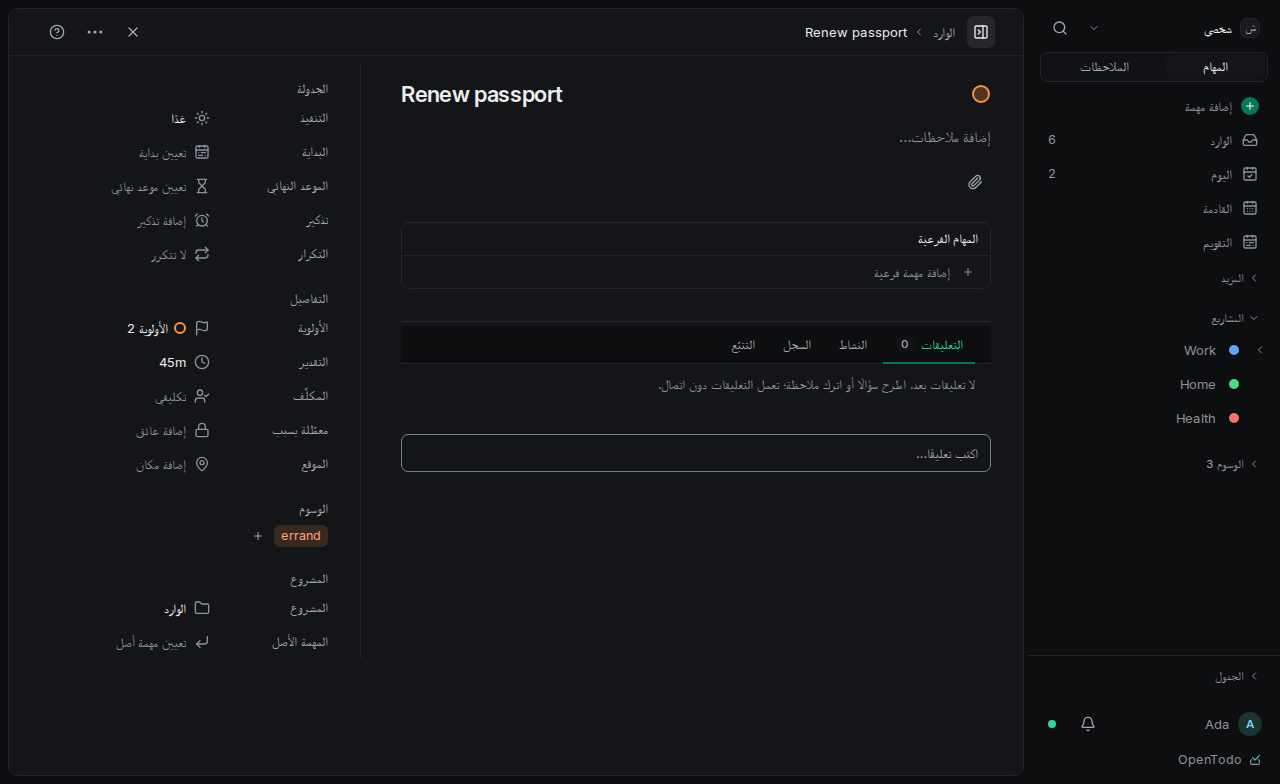 ش شخصي
المهام
الملاحظات
إضافة مهمة
الوارد 6
اليوم 2
القادمة
التقويم
المزيد
المشاريع
Work
Home
Health
الوسوم 3
الجدول
A Ada
OpenTodo
الوارد
Renew passport
Renew passport
إضافة ملاحظات...
المهام الفرعية
إضافة مهمة فرعية
التعليقات 0
النشاط
السجل
التتبّع
لا تعليقات بعد. اطرح سؤالًا أو اترك ملاحظة؛ تعمل التعليقات دون اتصال.
اكتب تعليقًا...
الجدولة
التنفيذ غدًا
البداية تعيين بداية
الموعد النهائي تعيين موعد نهائي
تذكير إضافة تذكير
التكرار لا تتكرر
التفاصيل
الأولوية الأولوية 2
التقدير 45m
المكلَّف تكليفي
معطّلة بسبب إضافة عائق
الموقع إضافة مكان
الوسوم
errand
المشروع
المشروع الوارد
المهمة الأصل تعيين مهمة أصل